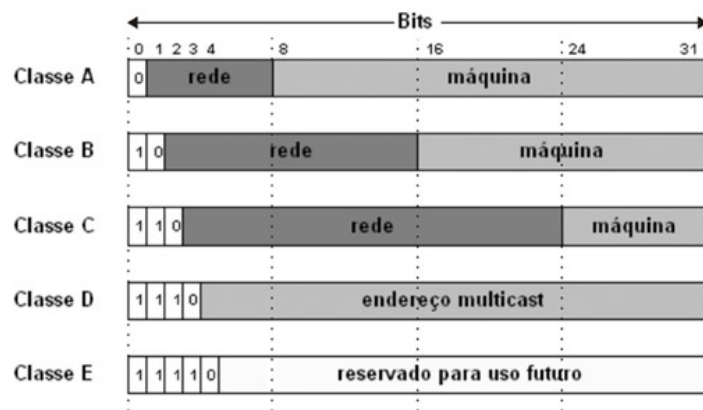 Bits
0 1 2 3 4 8 16 24 31
Classe A 0 rede máquina
Classe B 1 0 rede máquina
Classe C 1 1 0 rede máquina
Classe D 1 1 1 0 endereço multicast
Classe E 1 1 1 1 0 reservado para uso futuro